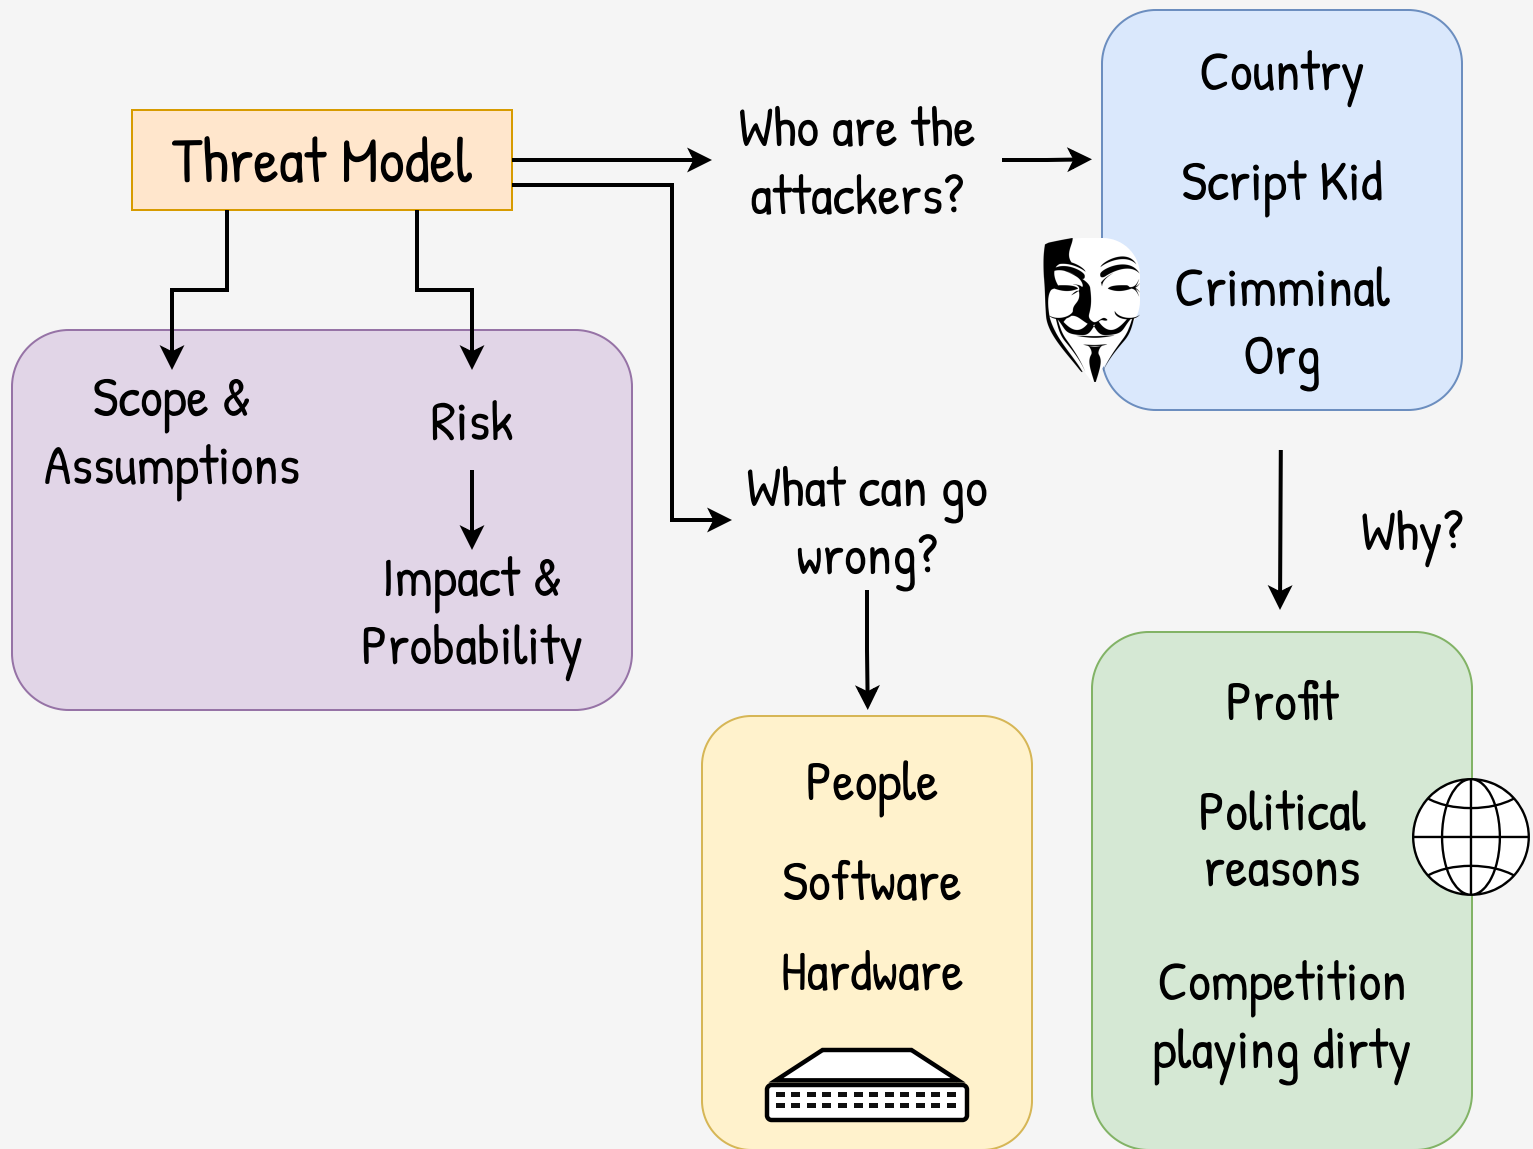 Threat Model
Who are the
attackers?
Country
Script Kid
Crimminal
Org
Scope &
Assumptions
Risk
Impact &
Probability
What can go
wrong?
Why?
People
Software
Hardware
Profit
Political
reasons
Competition
playing dirty